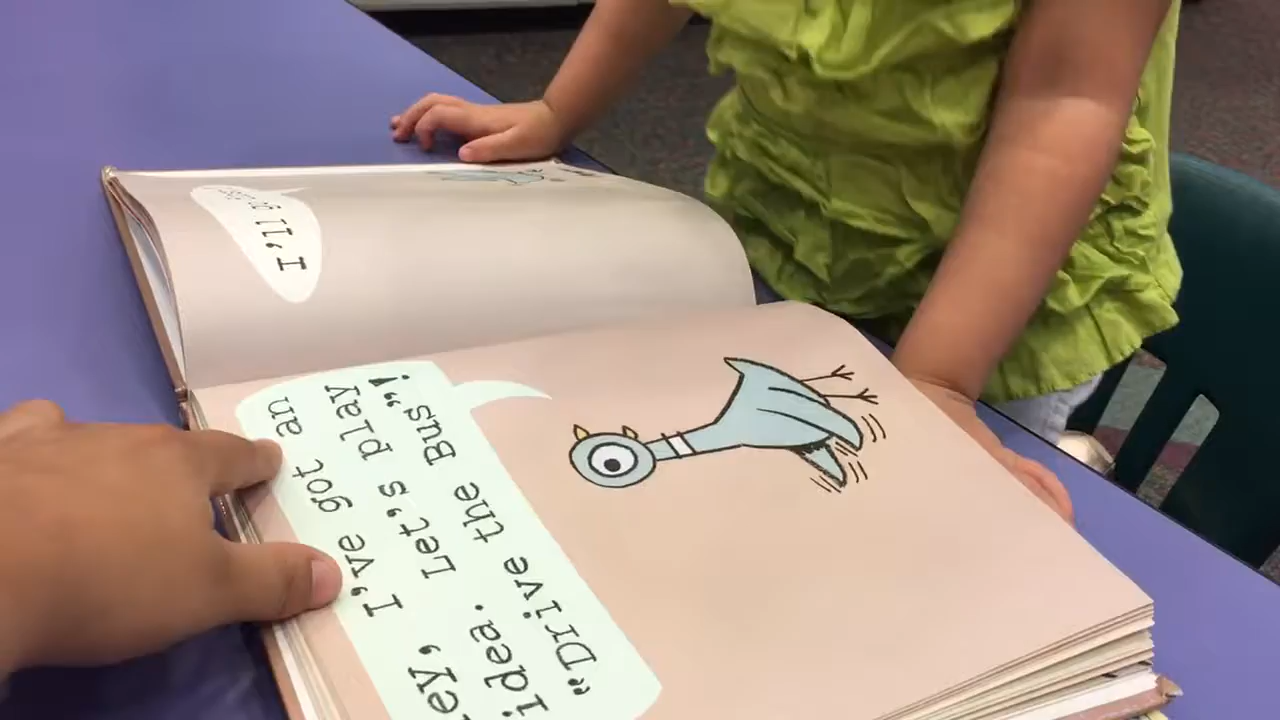 I'll
ey, I've got an
idea. Let's play
"Drive the Bus"!